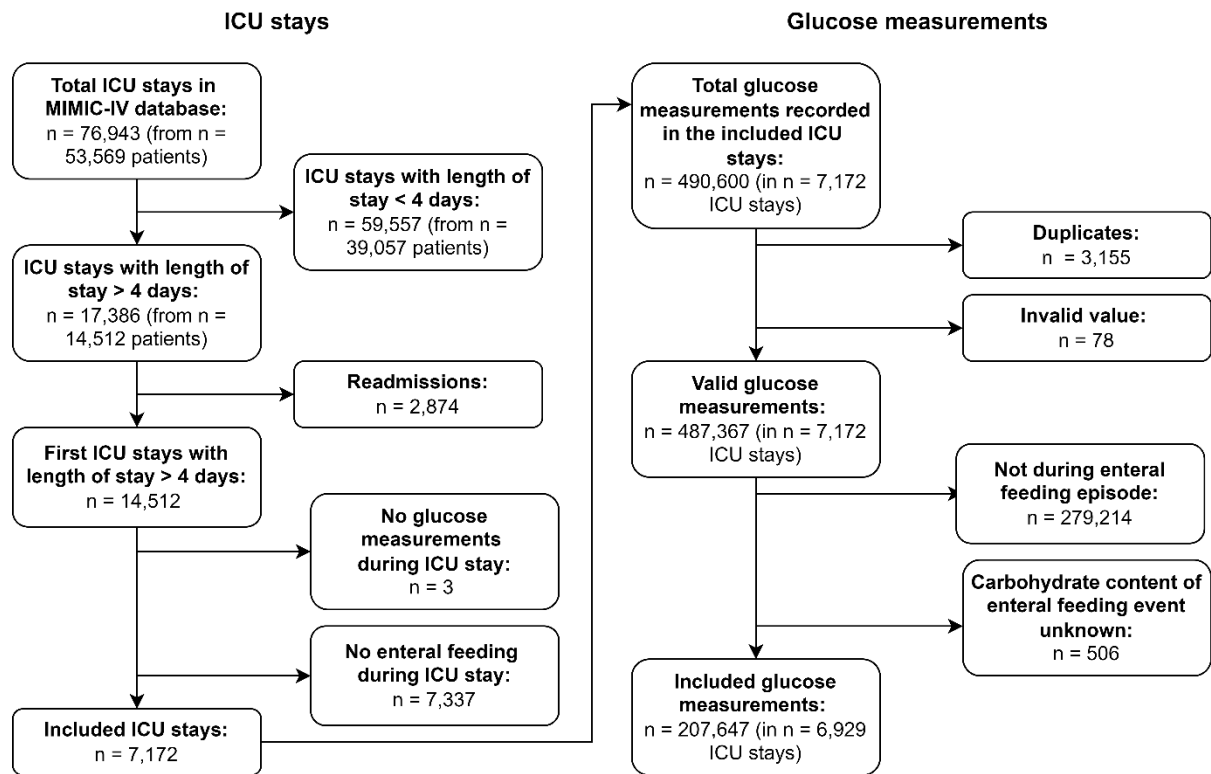 ICU stays
Total ICU stays in
MIMIC-IV database:
n = 76,943 (from n =
53,569 patients)
ICU stays with length of
stay < 4 days:
n = 59,557 (from n =
39,057 patients)
ICU stays with length of
stay > 4 days:
n = 17,386 (from n =
14,512 patients)
Readmissions:
n = 2,874
First ICU stays with
length of stay > 4 days:
n = 14,512
No glucose
measurements
during ICU stay:
n = 3
No enteral feeding
during ICU stay:
n = 7,337
Included ICU stays:
n = 7,172
Glucose measurements
Total glucose
measurements recorded
in the included ICU
stays:
n = 490,600 (in n = 7,172
ICU stays)
Duplicates:
n = 3,155
Invalid value:
n = 78
Valid glucose
measurements:
n = 487,367 (in n = 7,172
ICU stays)
Not during enteral
feeding episode:
n = 279,214
Carbohydrate content of
enteral feeding event
unknown:
n = 506
Included glucose
measurements:
n = 207,647 (in n = 6,929
ICU stays)